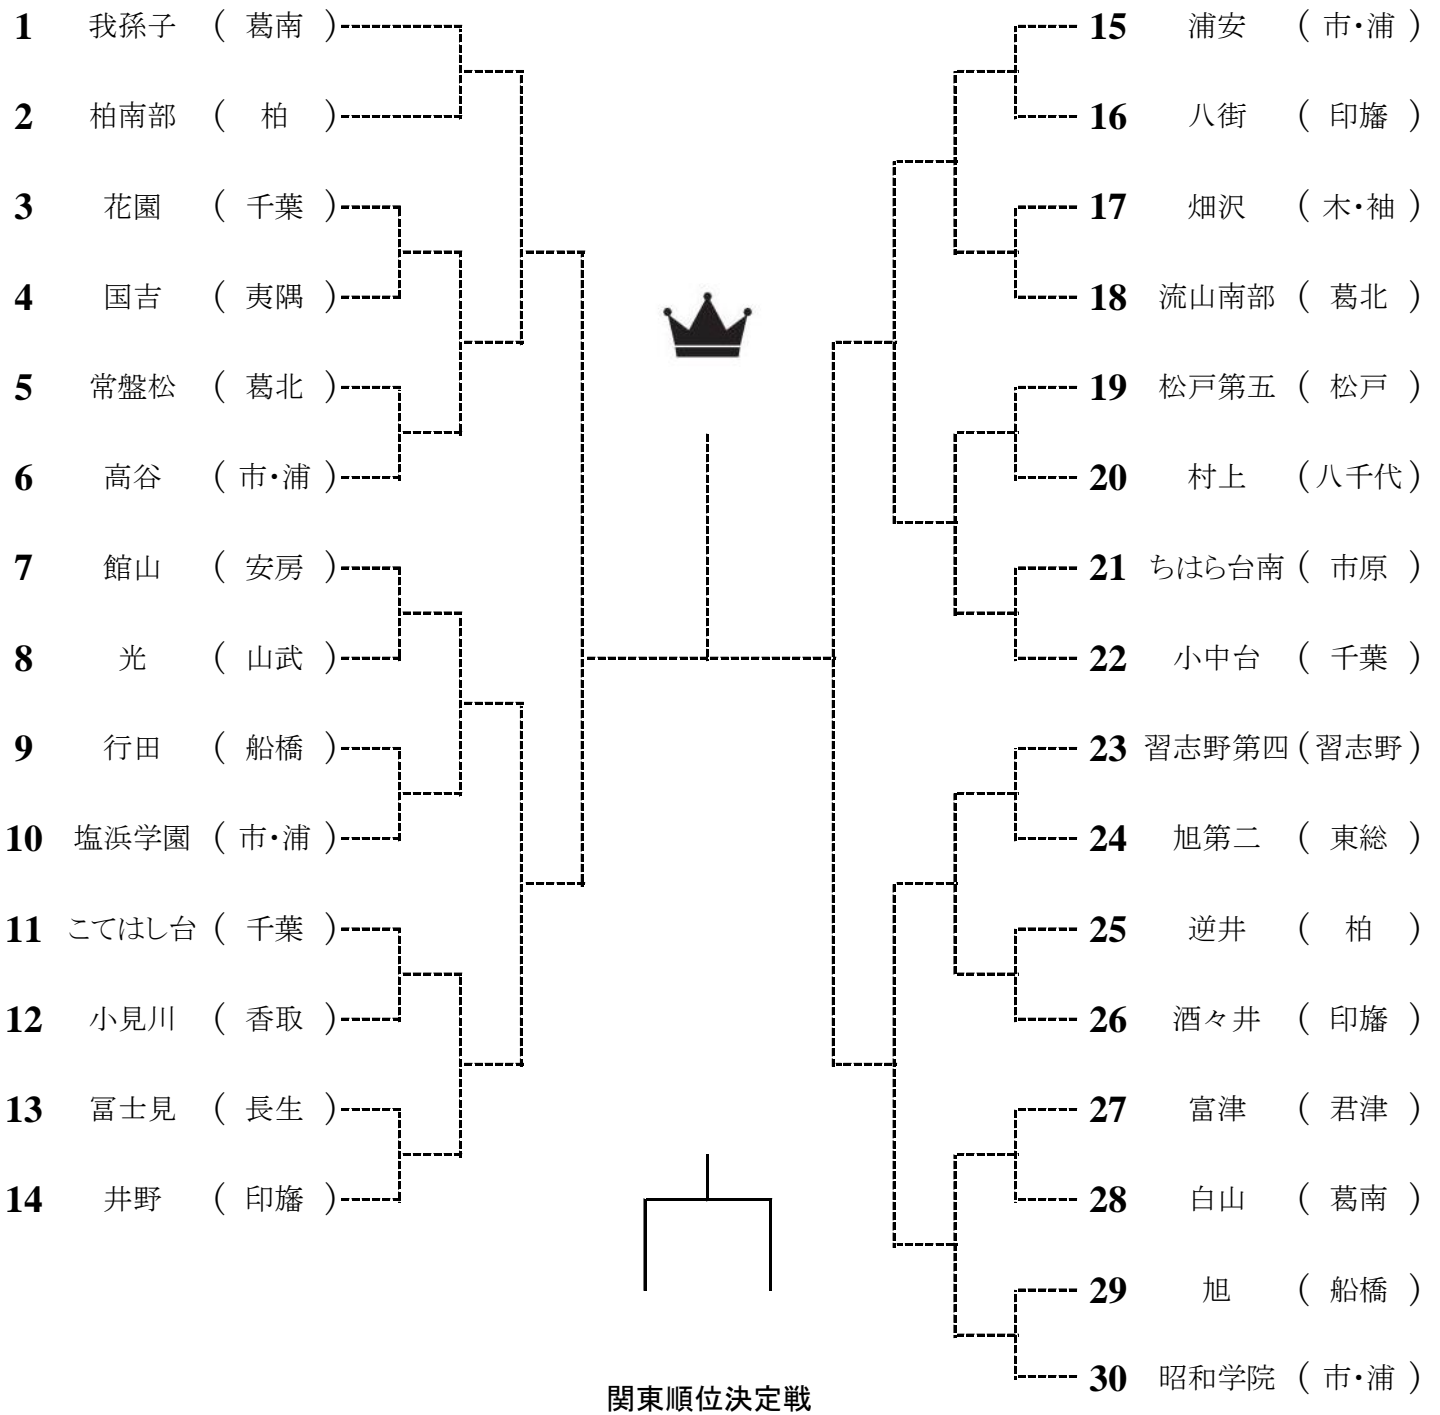 1 我孫子 ( 葛南 )
2 柏南部 ( 柏 )
3 花園 ( 千葉 )
4 国吉 ( 夷隅 )
5 常盤松 ( 葛北 )
6 高谷 ( 市・浦 )
7 館山 ( 安房 )
8 光 ( 山武 )
9 行田 ( 船橋 )
10 塩浜学園 ( 市・浦 )
11 こてはし台 ( 千葉 )
12 小見川 ( 香取 )
13 冨士見 ( 長生 )
14 井野 ( 印旛 )
15 浦安 ( 市・浦 )
16 八街 ( 印旛 )
17 畑沢 ( 木・袖 )
18 流山南部 ( 葛北 )
19 松戸第五 ( 松戸 )
20 村上 ( 八千代 )
21 ちはら台南 ( 市原 )
22 小中台 ( 千葉 )
23 習志野第四 ( 習志野 )
24 旭第二 ( 東総 )
25 逆井 ( 柏 )
26 酒々井 ( 印旛 )
27 富津 ( 君津 )
28 白山 ( 葛南 )
29 旭 ( 船橋 )
30 昭和学院 ( 市・浦 )
関東順位決定戦